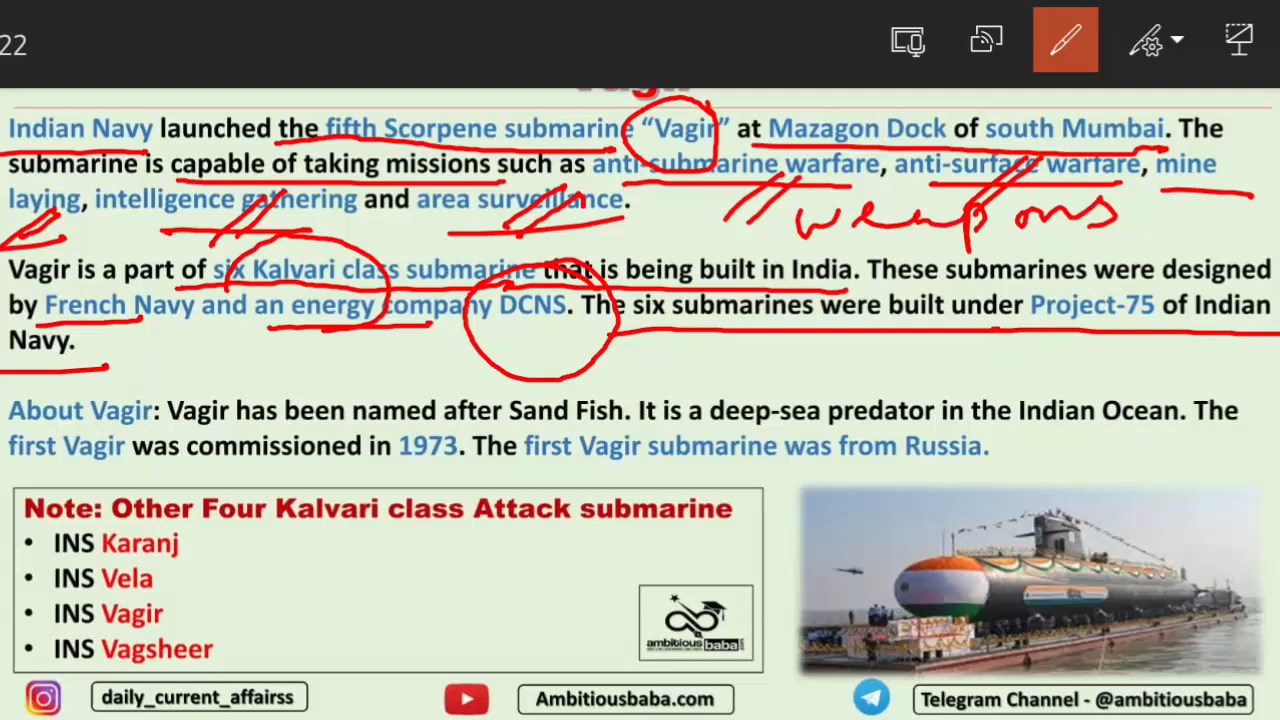 22
Vagir
Indian Navy launched the fifth Scorpene submarine “Vagir” at Mazagon Dock of south Mumbai. The
submarine is capable of taking missions such as anti-submarine warfare, anti-surface warfare, mine
laying, intelligence gathering and area surveillance.
weapons
Vagir is a part of six Kalvari class submarine that is being built in India. These submarines were designed
by French Navy and an energy company DCNS. The six submarines were built under Project-75 of Indian
Navy.
About Vagir: Vagir has been named after Sand Fish. It is a deep-sea predator in the Indian Ocean. The
first Vagir was commissioned in 1973. The first Vagir submarine was from Russia.
Note: Other Four Kalvari class Attack submarine
• INS Karanj
• INS Vela
• INS Vagir
• INS Vagsheer
ambitious baba
daily_current_affairss
Ambitiousbaba.com
Telegram Channel - @ambitiousbaba